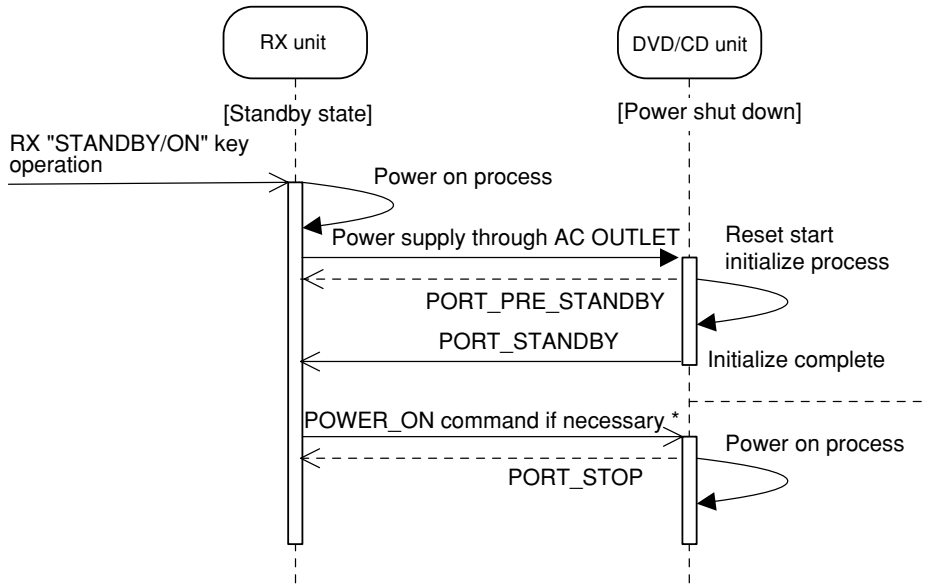 RX unit
DVD/CD unit
[Standby state]
[Power shut down]
RX "STANDBY/ON" key
operation
Power on process
Power supply through AC OUTLET
Reset start
initialize process
PORT_PRE_STANDBY
PORT_STANDBY
Initialize complete
POWER_ON command if necessary *
Power on process
PORT_STOP